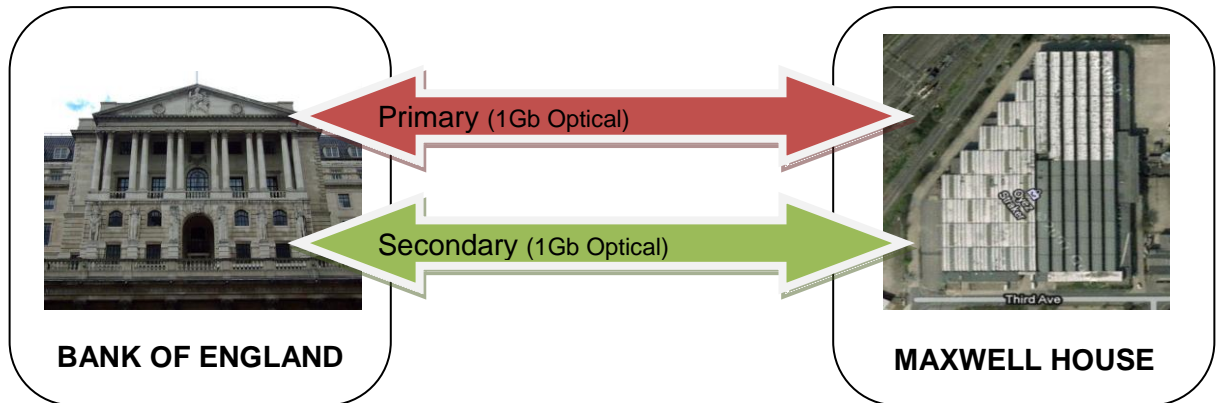 Primary (1Gb Optical)
Secondary (1Gb Optical)
Third Ave
BANK OF ENGLAND
MAXWELL HOUSE